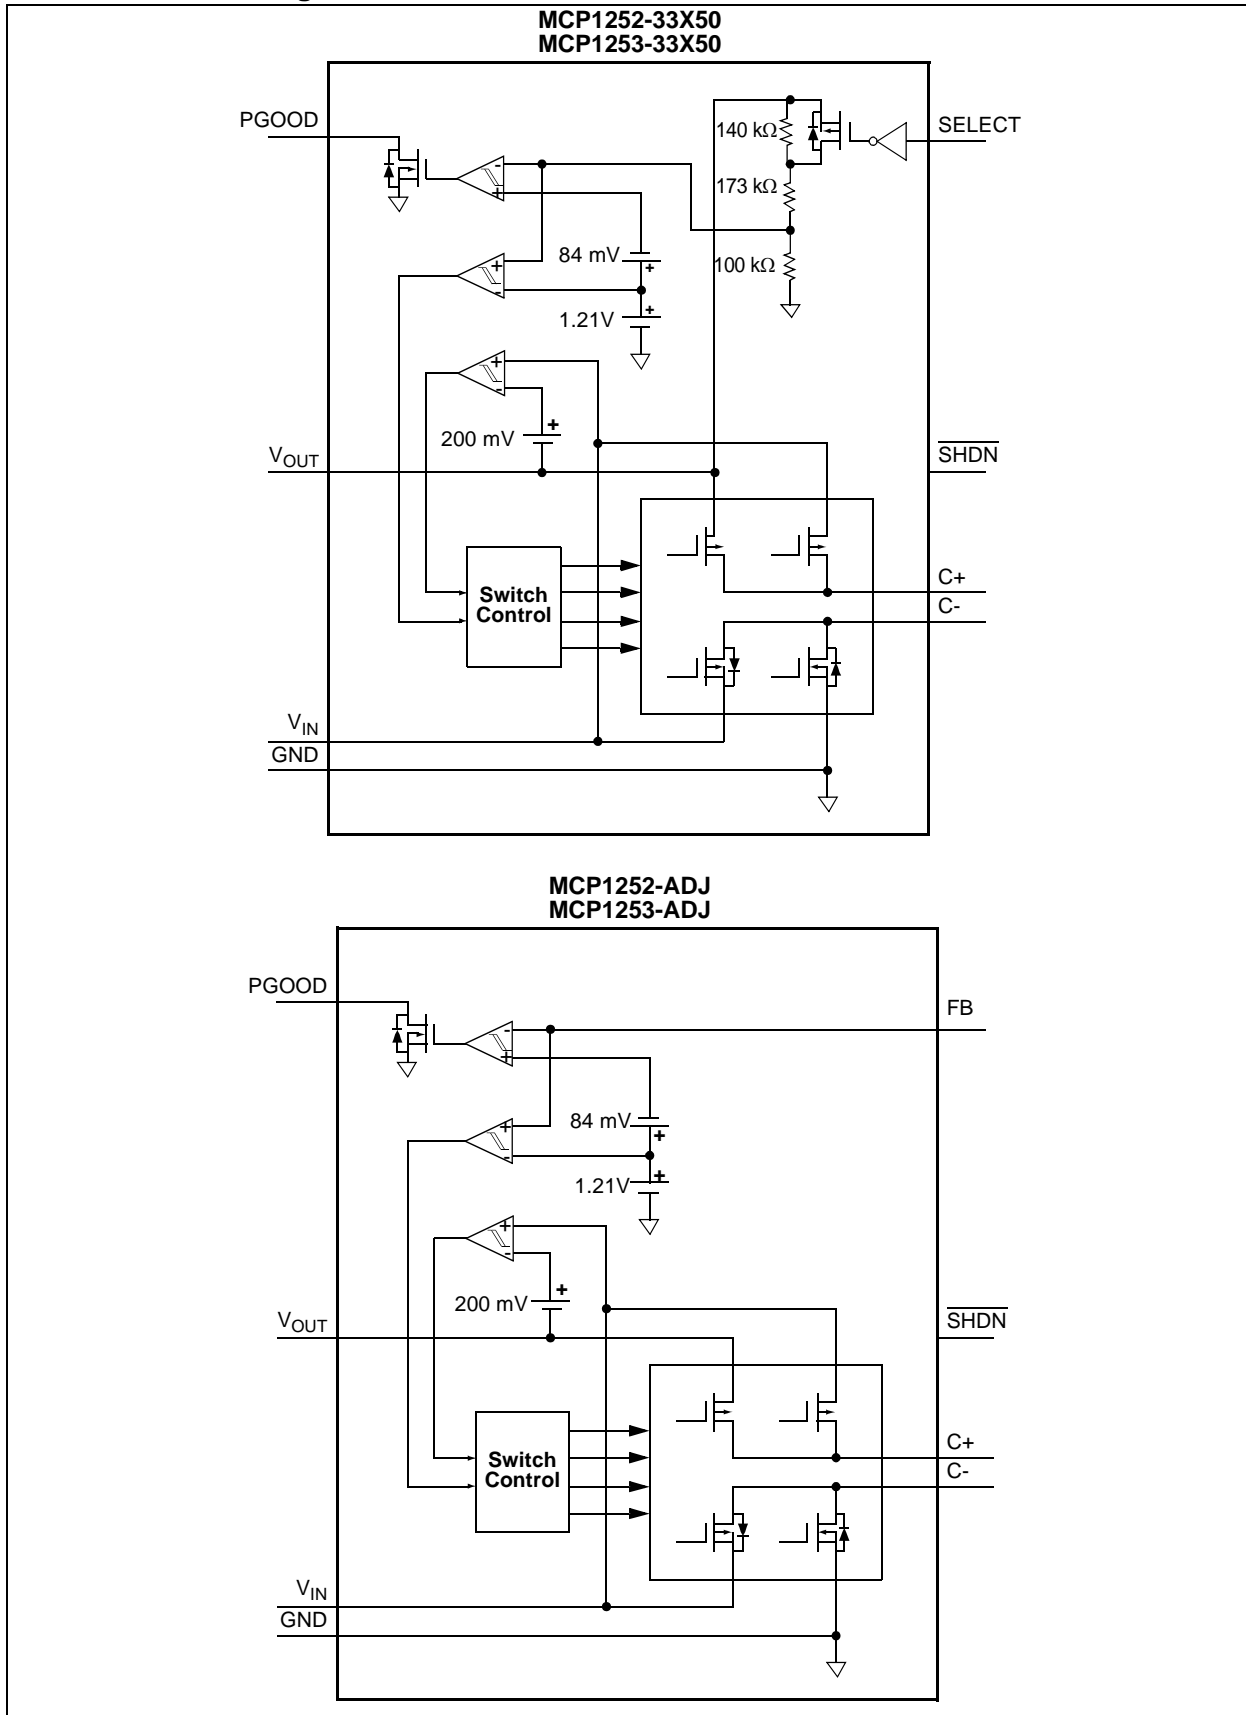 MCP1252-33X50
MCP1253-33X50
PGOOD
SELECT
140 kΩ
173 kΩ
100 kΩ
-
+
84 mV
+
+
-
+
1.21V
+
-
+
200 mV
VOUT
SHDN
Switch
Control
C+
C-
VIN
GND
MCP1252-ADJ
MCP1253-ADJ
PGOOD
FB
-
+
84 mV
+
+
-
+
1.21V
+
-
+
200 mV
VOUT
SHDN
Switch
Control
C+
C-
VIN
GND